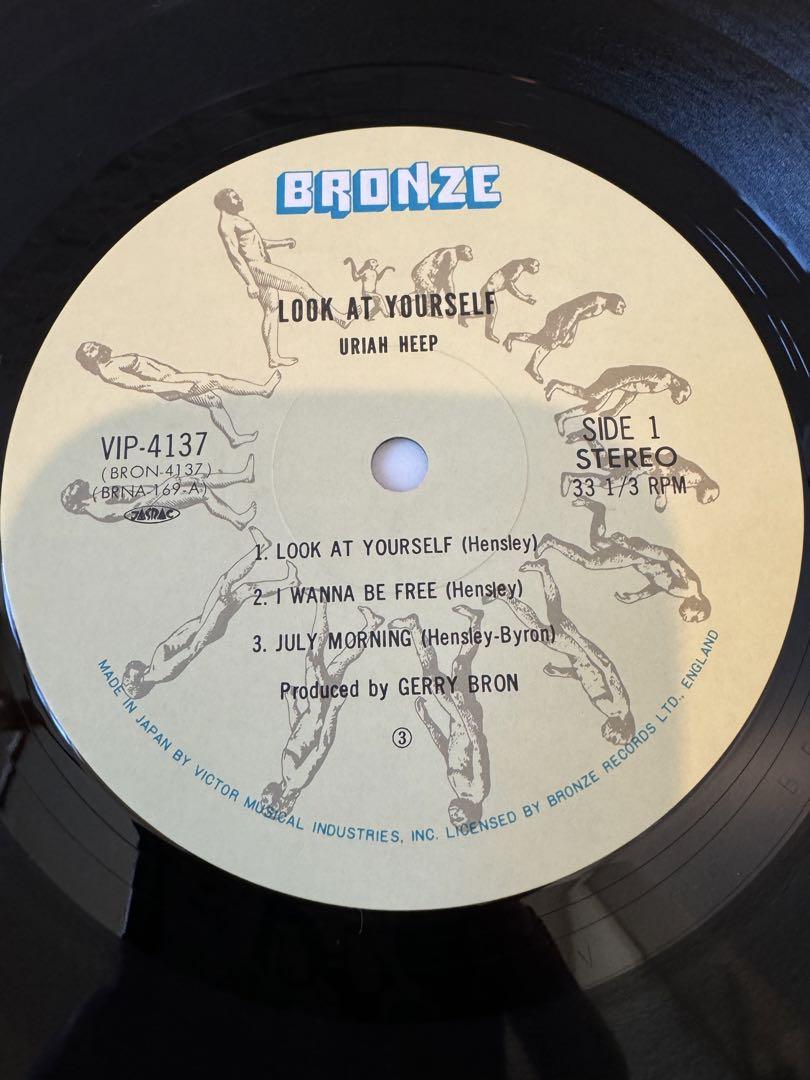 BRONZE
LOOK AT YOURSELF
URIAH HEEP
VIP-4137
(BRON-4137)
(BRNA-169-A)
JASRAC
SIDE 1
STEREO
33 1/3 RPM
1. LOOK AT YOURSELF (Hensley)
2. I WANNA BE FREE (Hensley)
3. JULY MORNING (Hensley-Byron)
Produced by GERRY BRON
③
MADE IN JAPAN BY VICTOR MUSICAL INDUSTRIES, INC. LICENSED BY BRONZE RECORDS LTD., ENGLAND